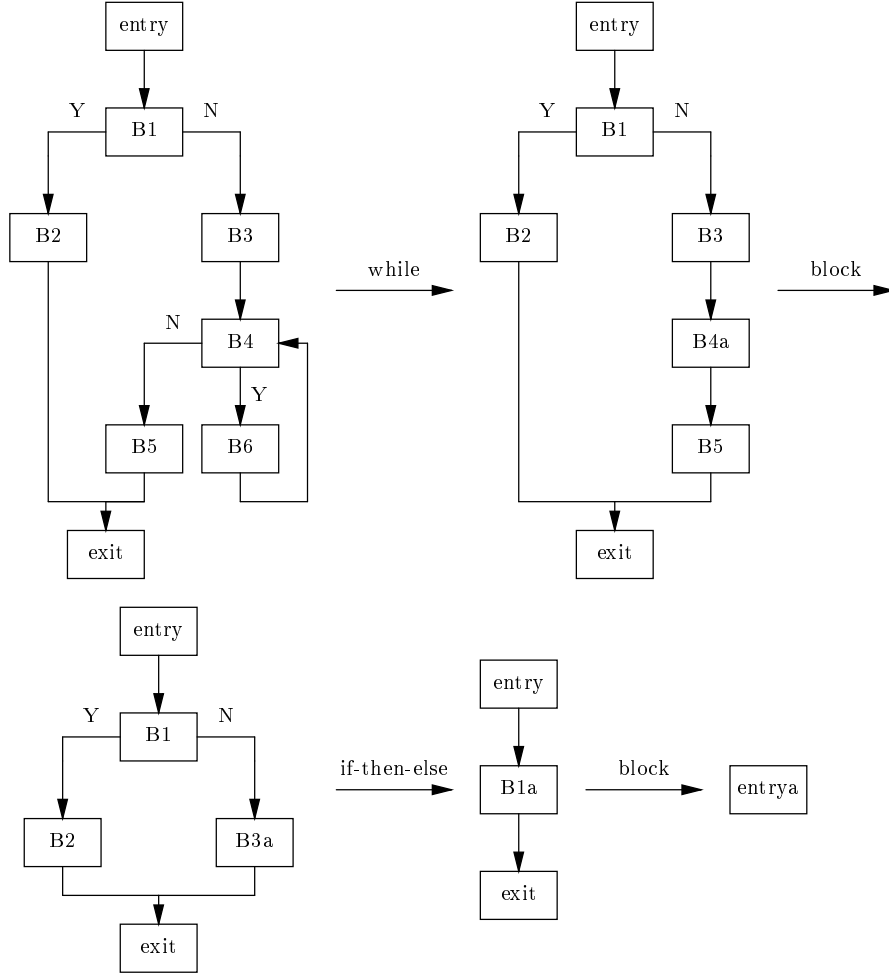 entry
entry
Y
N
Y
N
B1
B1
B2
B3
B2
B3
while
block
N
B4
B4a
Y
B5
B6
B5
exit
exit
entry
entry
Y
N
B1
if-then-else
block
B1a
entrya
B2
B3a
exit
exit